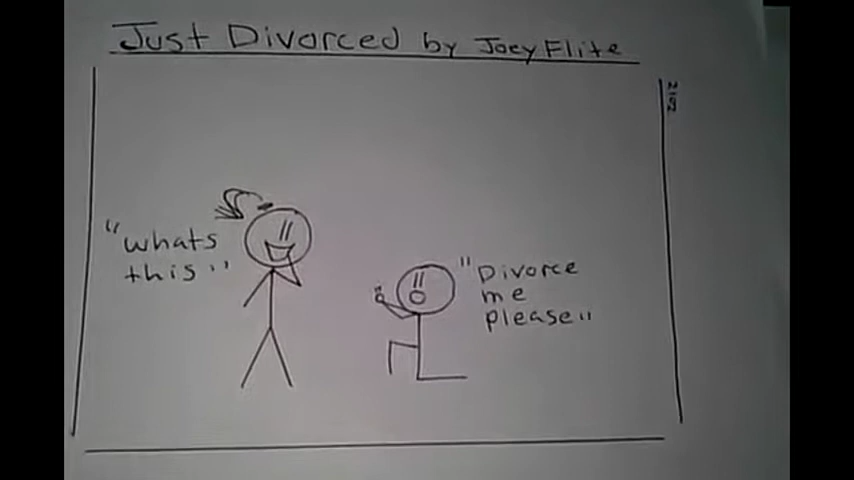 Just Divorced by Joey Flite
"whats
this"
"Divorce
me
please"